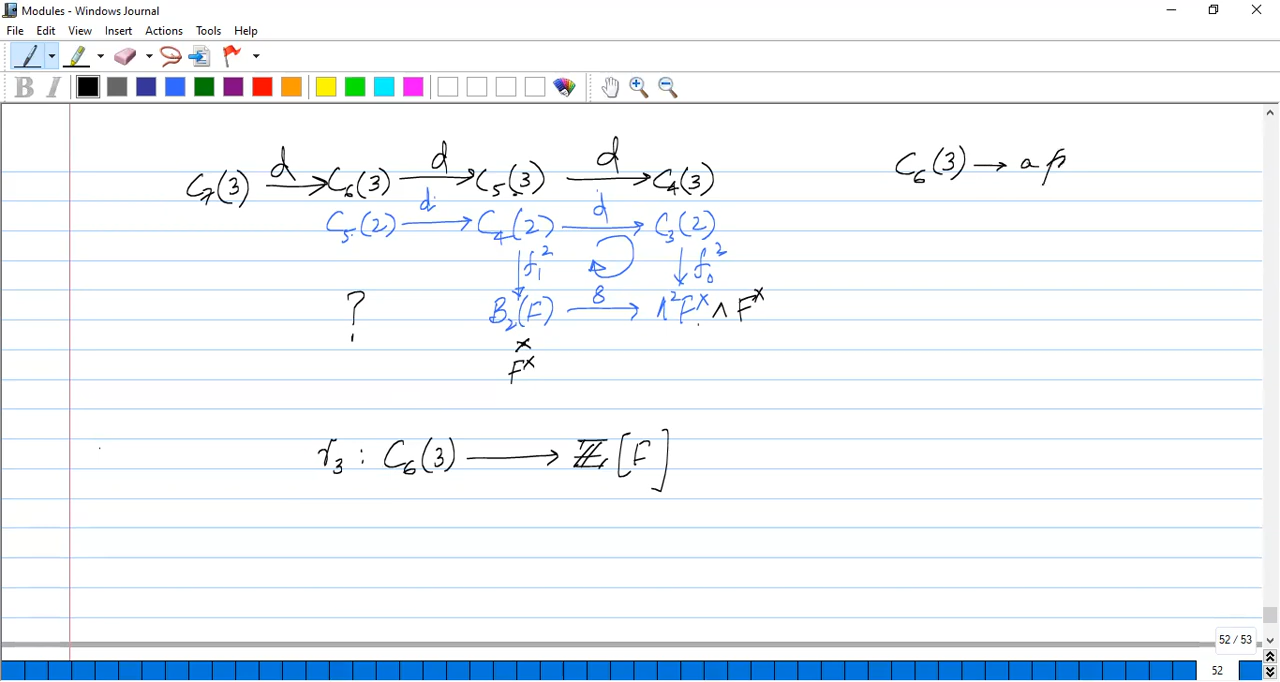 Modules - Windows Journal
File Edit View Insert Actions Tools Help
B I
C₇(3) d→ C₆(3) d→ C₅(3) d→ C₄(3)
C₆(3) → a p
C₅(2) d→ C₄(2) d→ C₃(2)
↓ f₁² ↓ f₀²
? B₂(F) δ→ ∧²F^× ∧ F^×
×
F^×
r₃ : C₆(3) → ℤ[F]
52 / 53
52